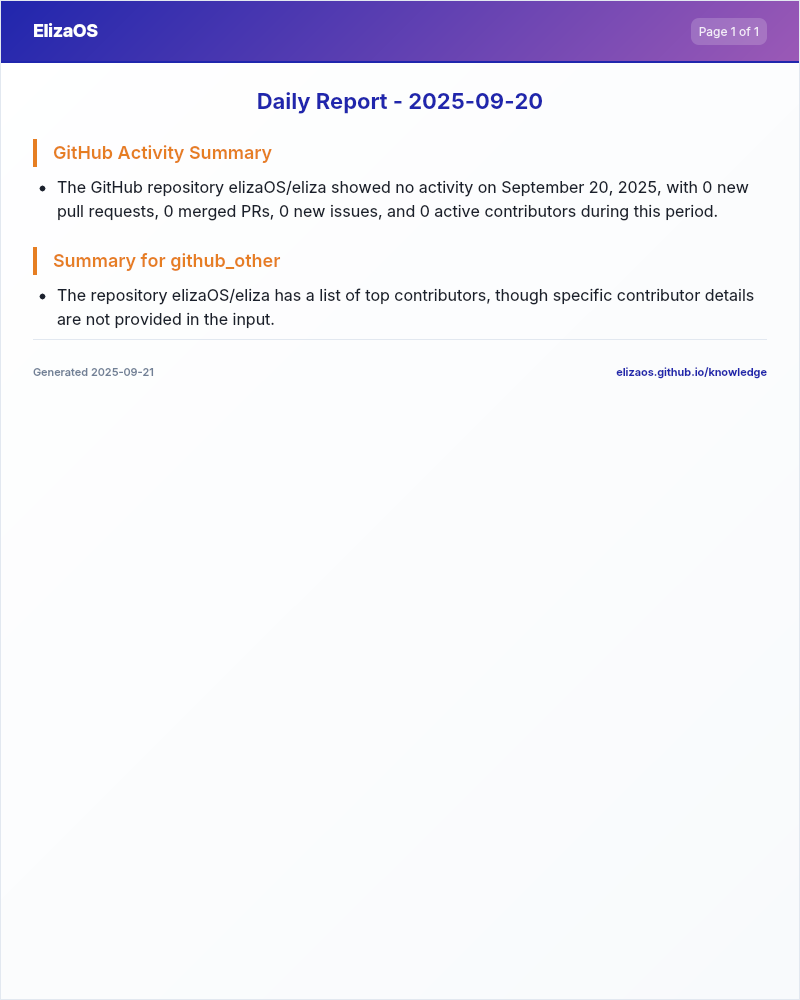 ElizaOS
Page 1 of 1
Daily Report - 2025-09-20
GitHub Activity Summary
• The GitHub repository elizaOS/eliza showed no activity on September 20, 2025, with 0 new
pull requests, 0 merged PRs, 0 new issues, and 0 active contributors during this period.
Summary for github_other
• The repository elizaOS/eliza has a list of top contributors, though specific contributor details
are not provided in the input.
Generated 2025-09-21
elizaos.github.io/knowledge